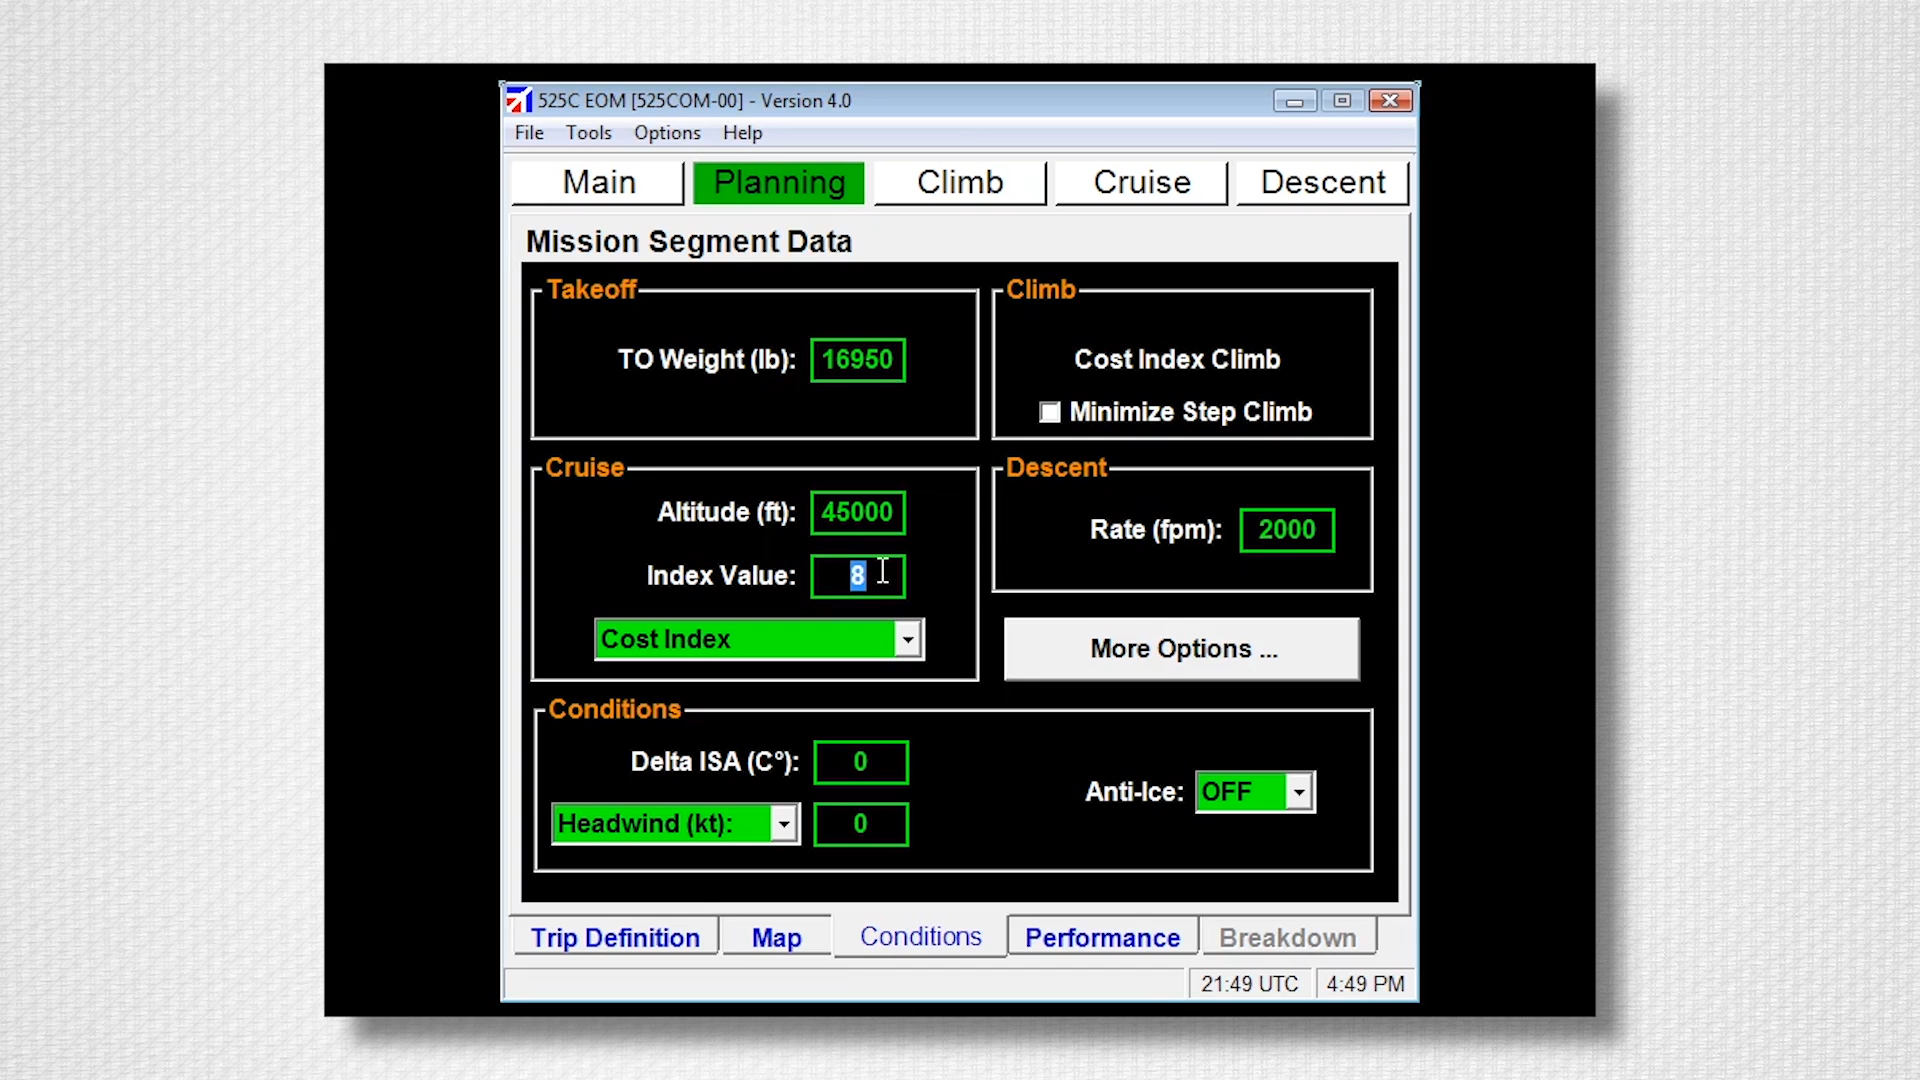 525C EOM [525COM-00] - Version 4.0
File Tools Options Help
Main Planning Climb Cruise Descent
Mission Segment Data
Takeoff
TO Weight (lb): 16950
Climb
Cost Index Climb
Minimize Step Climb
Cruise
Altitude (ft): 45000
Index Value: 8
Cost Index
Descent
Rate (fpm): 2000
More Options ...
Conditions
Delta ISA (C°): 0
Headwind (kt): 0
Anti-Ice: OFF
Trip Definition Map Conditions Performance Breakdown
21:49 UTC 4:49 PM